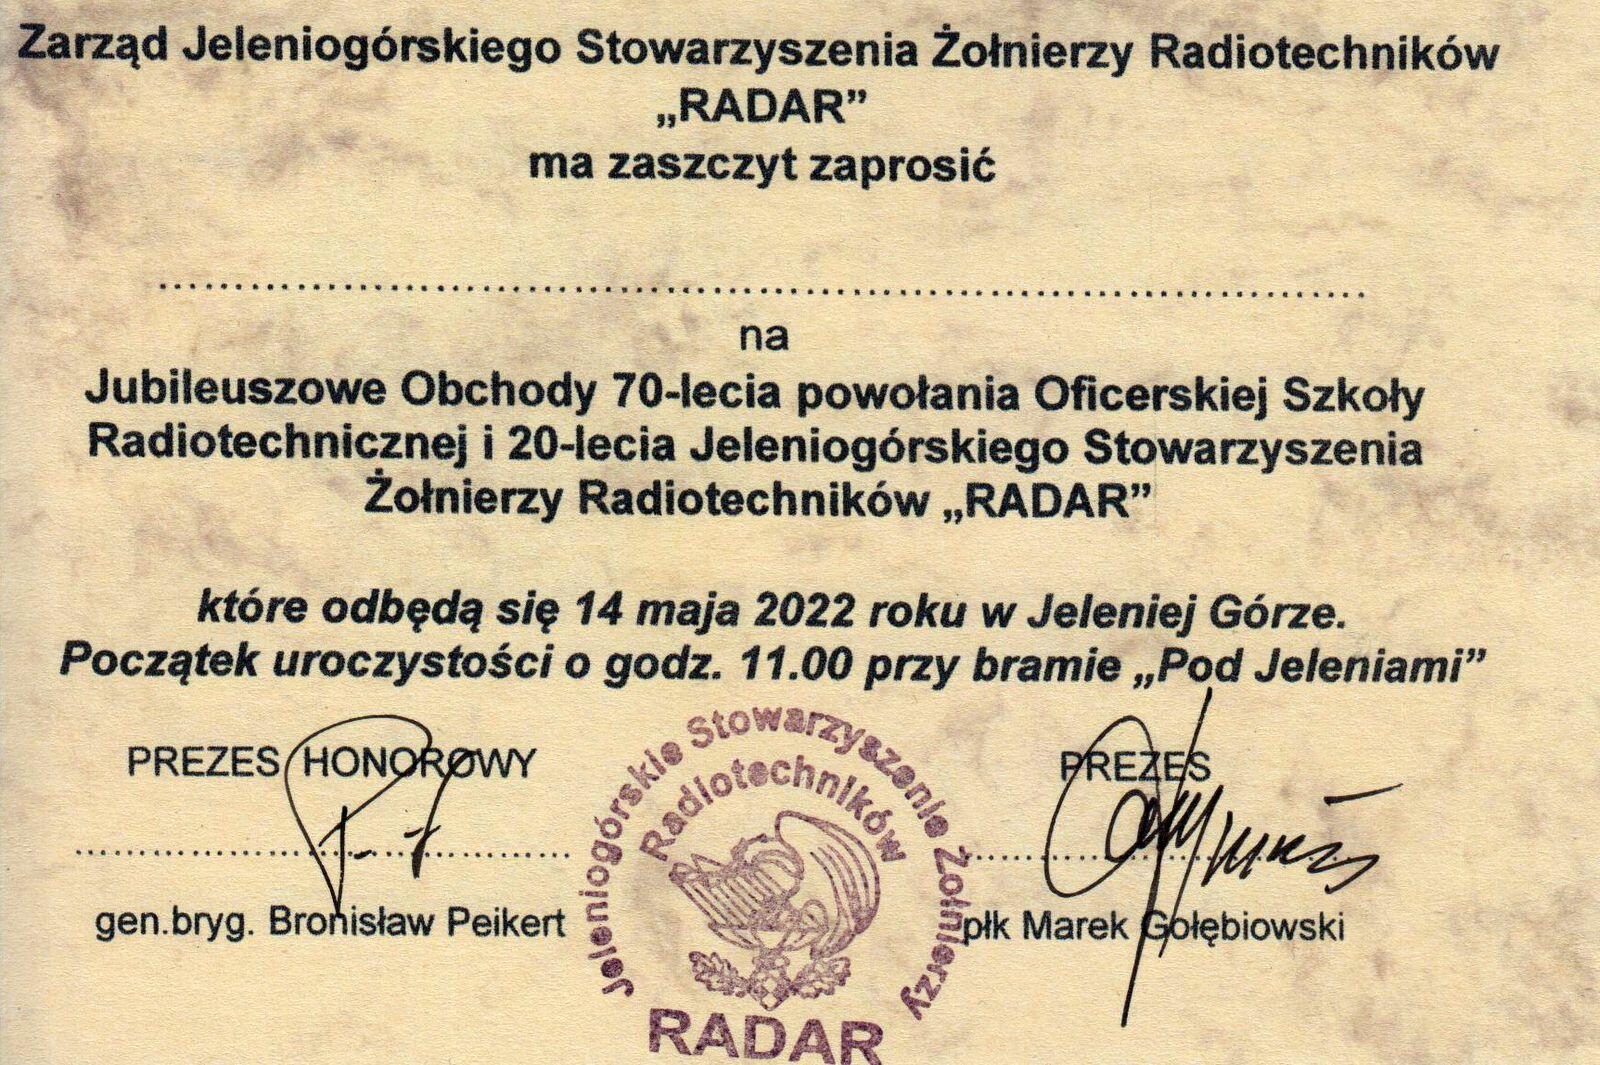 Zarząd Jeleniogórskiego Stowarzyszenia Żołnierzy Radiotechników
„RADAR”
ma zaszczyt zaprosić
na
Jubileuszowe Obchody 70-lecia powołania Oficerskiej Szkoły
Radiotechnicznej i 20-lecia Jeleniogórskiego Stowarzyszenia
Żołnierzy Radiotechników „RADAR”
które odbędą się 14 maja 2022 roku w Jeleniej Górze.
Początek uroczystości o godz. 11.00 przy bramie „Pod Jeleniami”
PREZES HONOROWY
PREZES
gen.bryg. Bronisław Peikert
płk Marek Gołębiowski
Jeleniogórskie Stowarzyszenie Żołnierzy
Radiotechników
RADAR